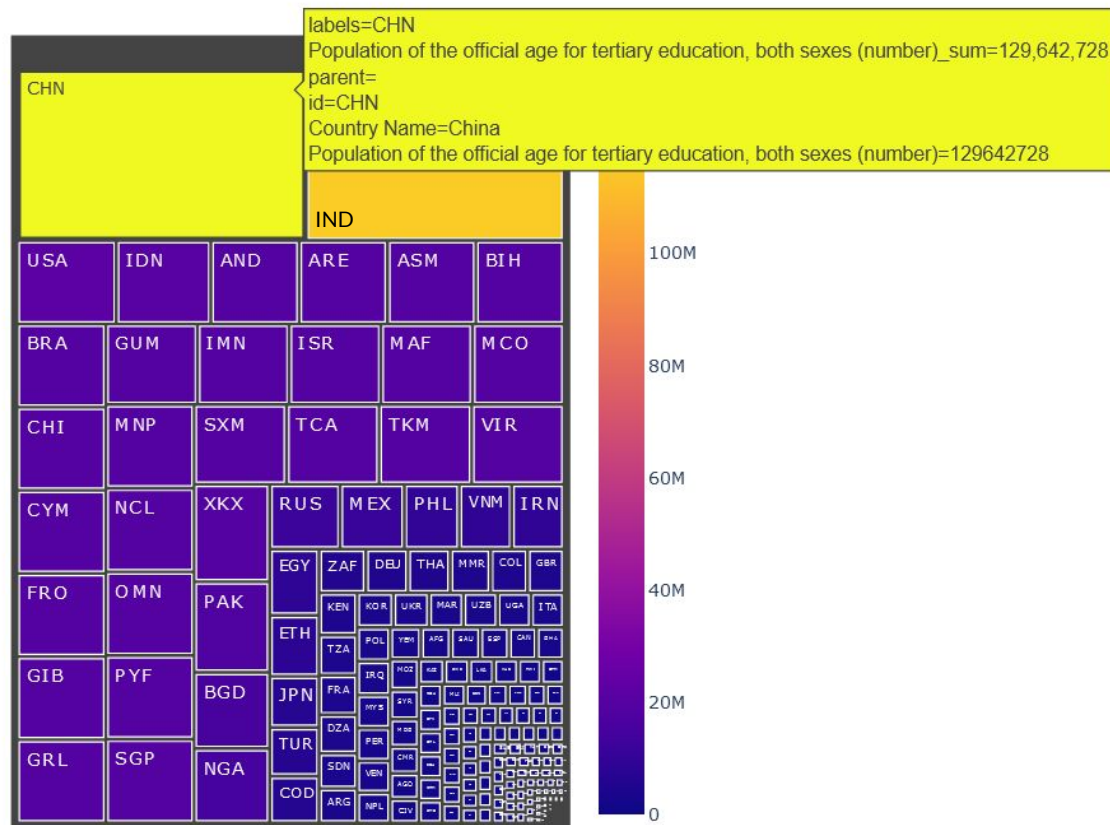 labels=CHN
Population of the official age for tertiary education, both sexes (number)_sum=129,642,728
parent=
id=CHN
Country Name=China
Population of the official age for tertiary education, both sexes (number)=129642728
CHN
IND
100M
80M
60M
40M
20M
0
USA IDN AND ARE ASM BIH
BRA GUM IMN ISR MAF MCO
CHI MNP SXM TCA TKM VIR
CYM NCL XKX RUS MEX PHL VNM IRN
EGY ZAF DEU THA MMR COL GBR
FRO OMN PAK KEN KOR UKR MAR UZB UGA ITA
ETH TZA POL YEM AFG SAU ESP CAN
GIB PYF BGD JPN FRA IRQ MOZ
MYS SYR
TUR DZA PER
GRL SGP NGA SDN VEN CMR
COD ARG NPL AGO
CIV